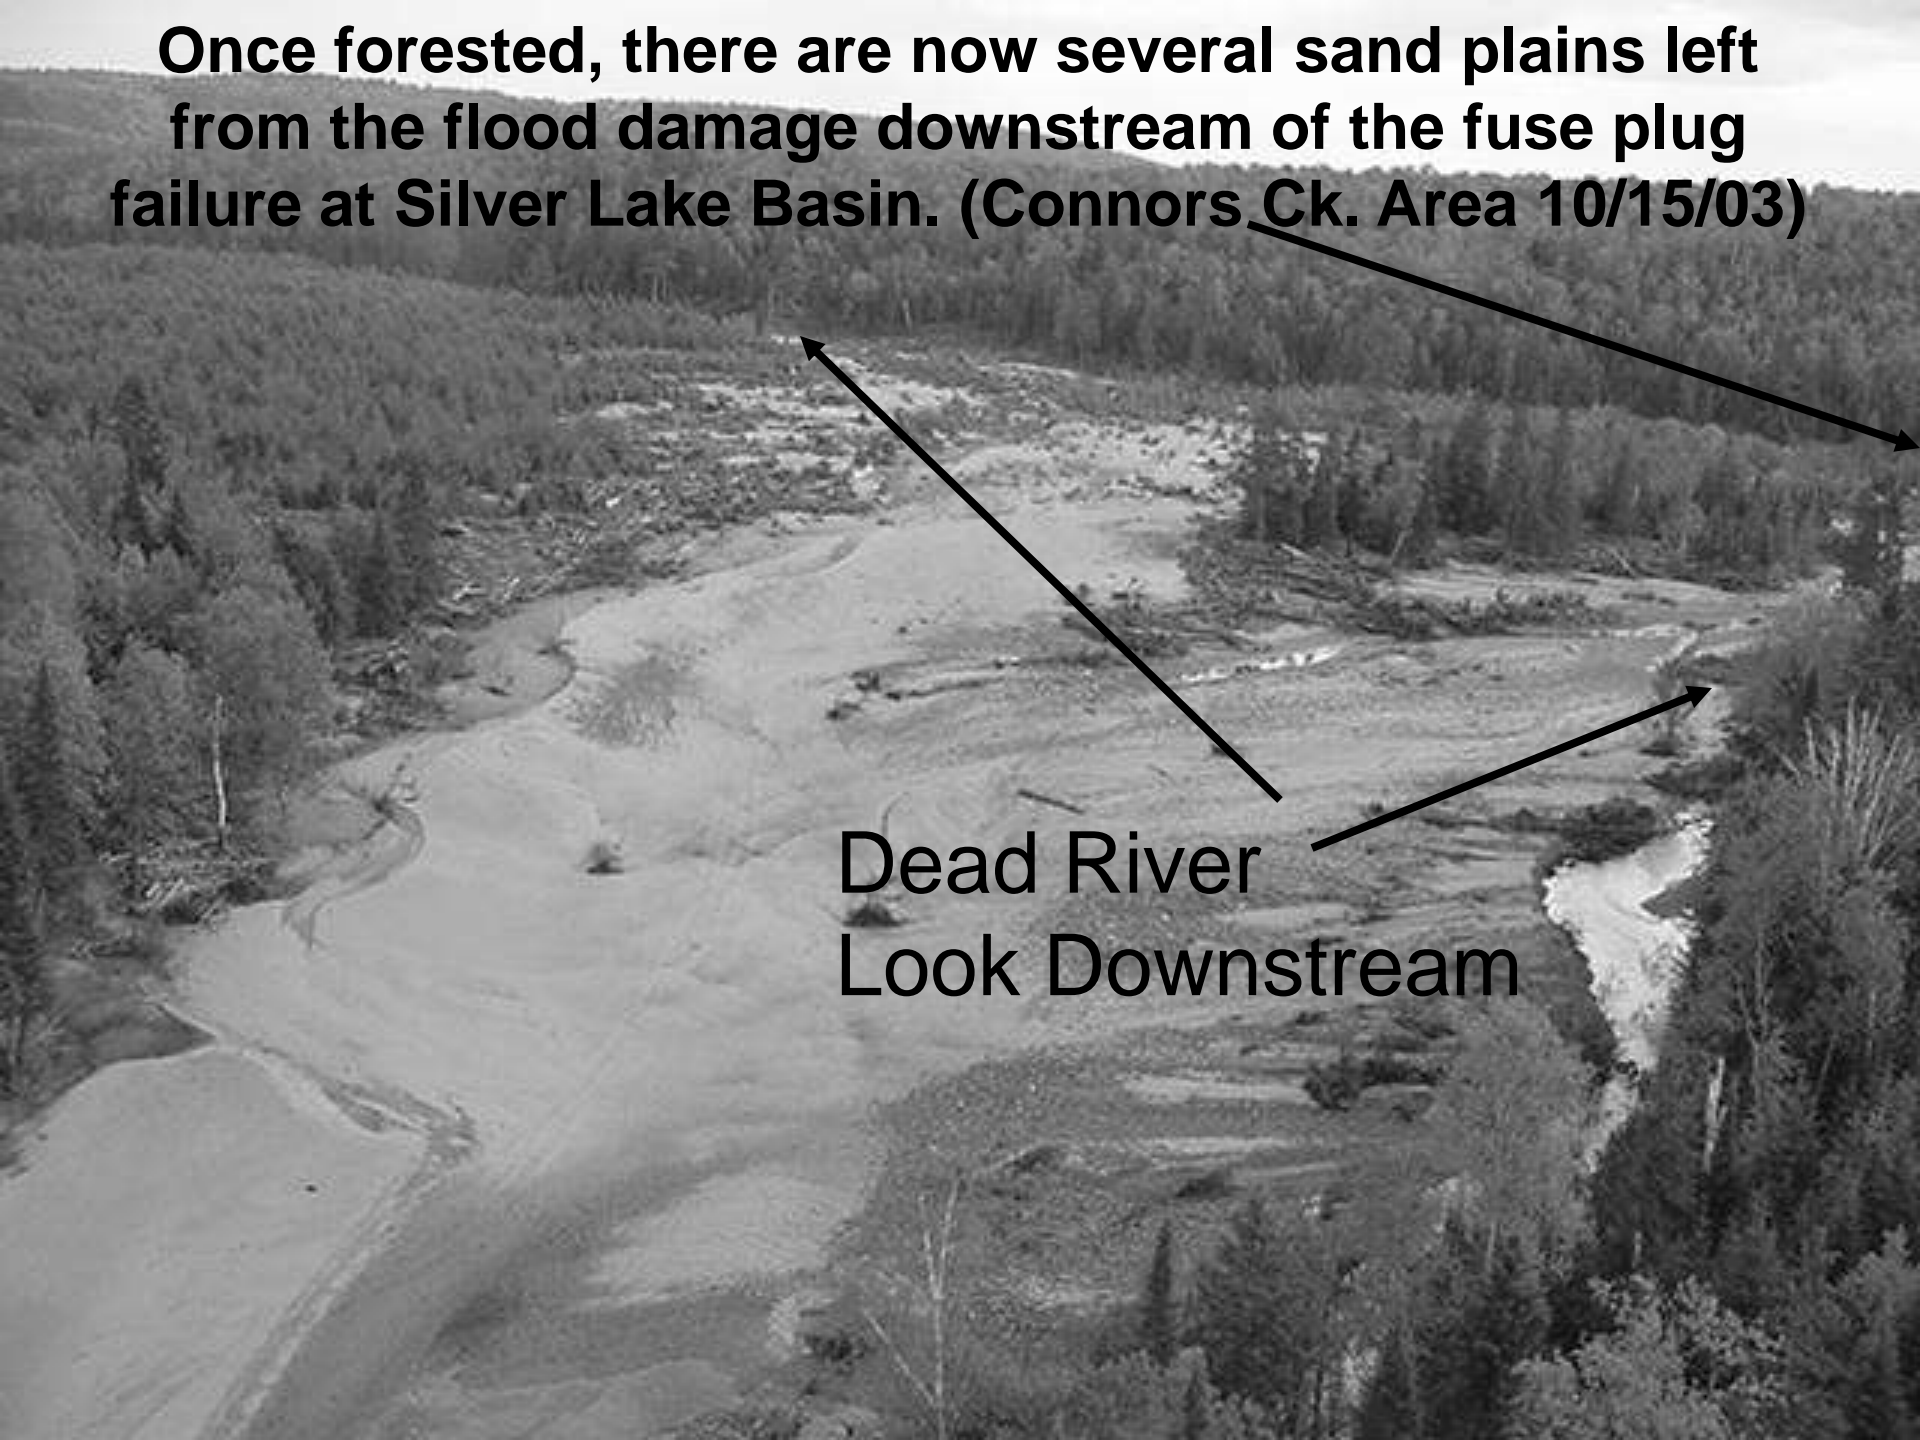 Once forested, there are now several sand plains left
from the flood damage downstream of the fuse plug
failure at Silver Lake Basin. (Connors Ck. Area 10/15/03)
Dead River
Look Downstream